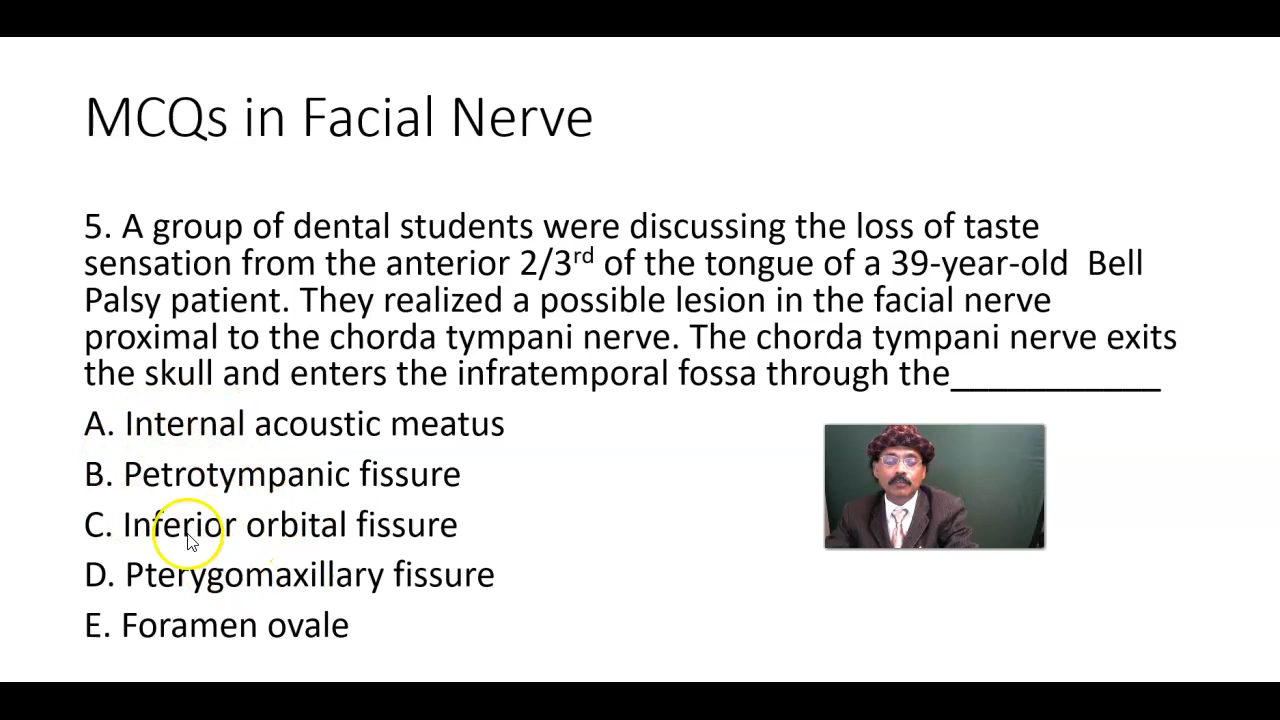 MCQs in Facial Nerve
5. A group of dental students were discussing the loss of taste
sensation from the anterior 2/3rd of the tongue of a 39-year-old  Bell
Palsy patient. They realized a possible lesion in the facial nerve
proximal to the chorda tympani nerve. The chorda tympani nerve exits
the skull and enters the infratemporal fossa through the___________
A. Internal acoustic meatus
B. Petrotympanic fissure
C. Inferior orbital fissure
D. Pterygomaxillary fissure
E. Foramen ovale